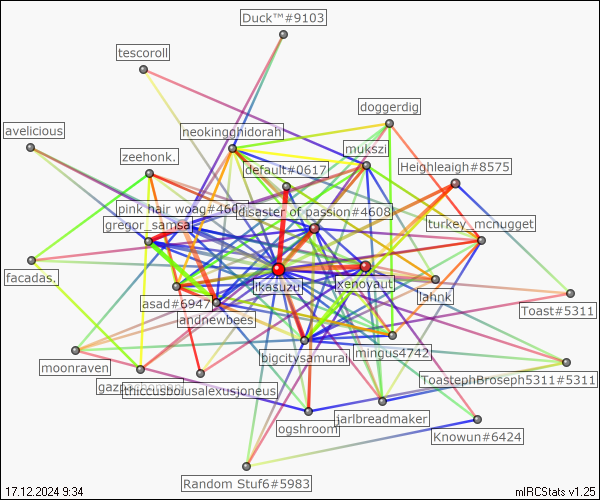 Duck™#9103
tescoroll
doggerdig
avelicious
neokingghidorah
mukszi
zeehonk.
default#0617
Heighleaigh#8575
pink hair woag#460
disaster of passion#4608
gregor_samsa
turkey_mcnugget
facadas.
ikasuzu
xenovaut
asad#6947
lahnk
Toast#5311
andnewbees
bigcitysamurai
mingus4742
moonraven
ToastephBroseph5311#5311
thiccusboiusalexusjoneus
ogshroom
jarlbreadmaker
Knowun#6424
Random Stuf6#5983
17.12.2024 9:34
mIRCStats v1.25